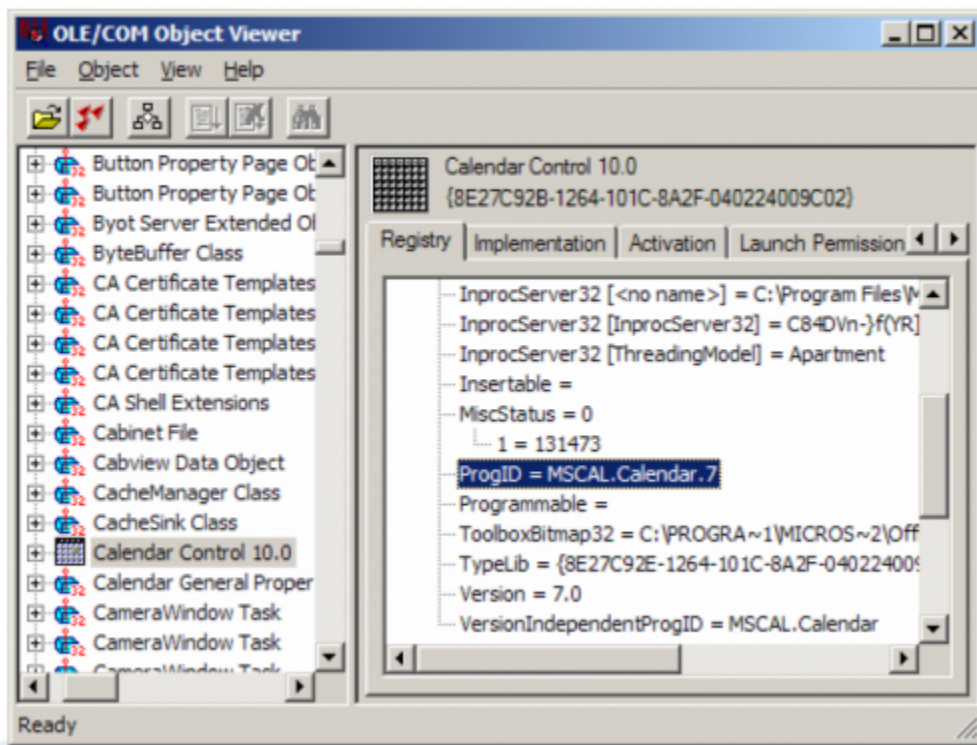 OLE/COM Object Viewer
File Object View Help
Button Property Page Ob
Button Property Page Ob
Byot Server Extended Ol
ByteBuffer Class
CA Certificate Templates
CA Certificate Templates
CA Certificate Templates
CA Certificate Templates
CA Shell Extensions
Cabinet File
Cabview Data Object
CacheManager Class
CacheSink Class
Calendar Control 10.0
Calendar General Proper
CameraWindow Task
CameraWindow Task
CameraWindow Task
Calendar Control 10.0
{8E27C92B-1264-101C-8A2F-040224009C02}
Registry Implementation Activation Launch Permission
InprocServer32 [<no name>] = C:\Program Files\M
InprocServer32 [InprocServer32] = C84DVn-}f(YR]
InprocServer32 [ThreadingModel] = Apartment
Insertable =
MiscStatus = 0
1 = 131473
ProgID = MSCAL.Calendar.7
Programmable =
ToolboxBitmap32 = C:\PROGRA~1\MICROS~2\Off
TypeLib = {8E27C92E-1264-101C-8A2F-040224009
Version = 7.0
VersionIndependentProgID = MSCAL.Calendar
Ready